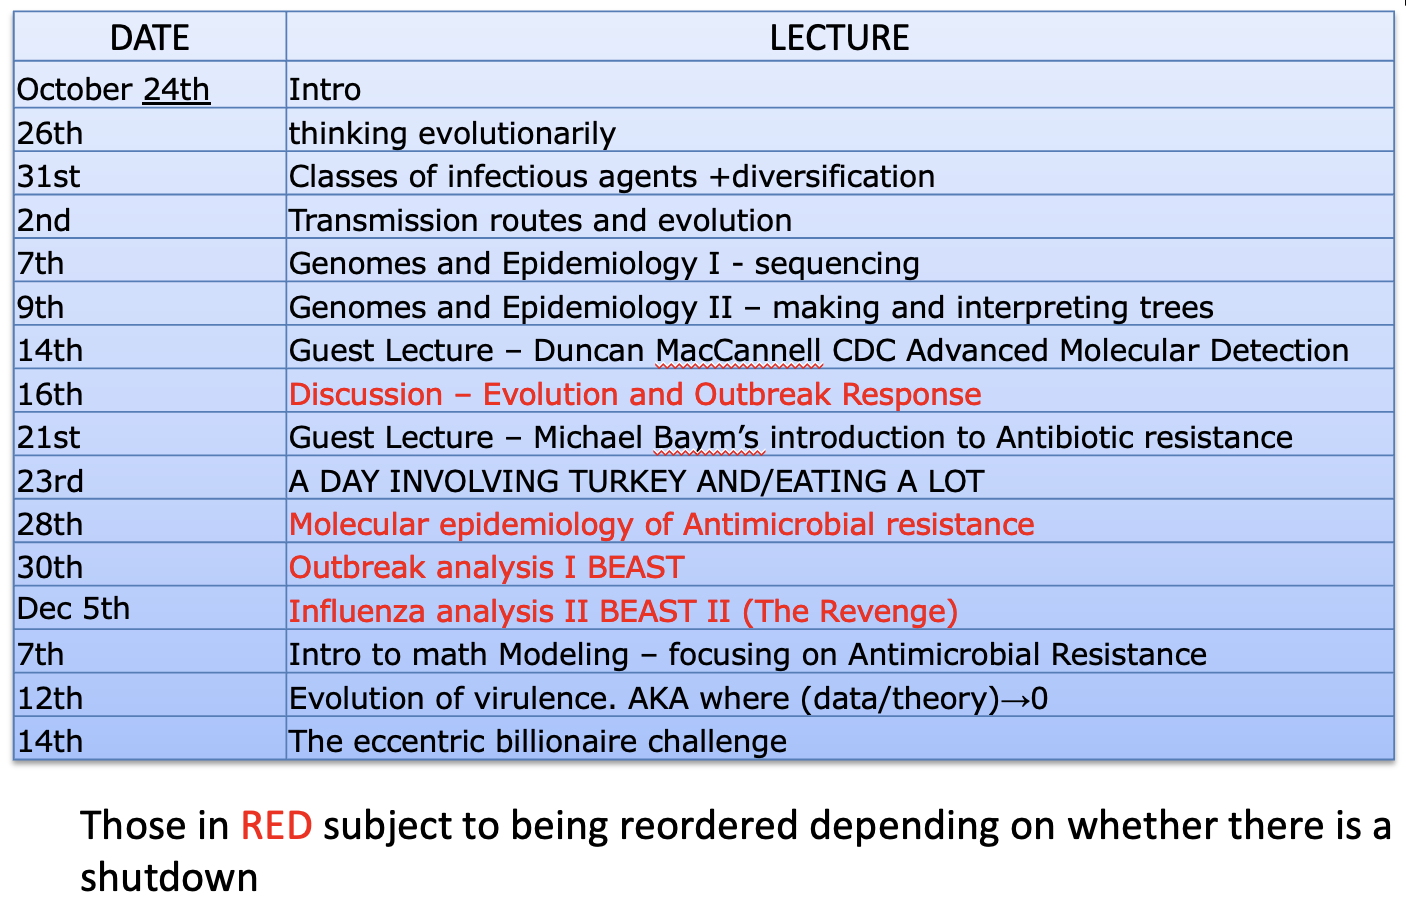 DATE LECTURE
October 24th Intro
26th thinking evolutionarily
31st Classes of infectious agents +diversification
2nd Transmission routes and evolution
7th Genomes and Epidemiology I - sequencing
9th Genomes and Epidemiology II – making and interpreting trees
14th Guest Lecture – Duncan MacCannell CDC Advanced Molecular Detection
16th Discussion – Evolution and Outbreak Response
21st Guest Lecture – Michael Baym’s introduction to Antibiotic resistance
23rd A DAY INVOLVING TURKEY AND/EATING A LOT
28th Molecular epidemiology of Antimicrobial resistance
30th Outbreak analysis I BEAST
Dec 5th Influenza analysis II BEAST II (The Revenge)
7th Intro to math Modeling – focusing on Antimicrobial Resistance
12th Evolution of virulence. AKA where (data/theory)→0
14th The eccentric billionaire challenge
Those in RED subject to being reordered depending on whether there is a
shutdown